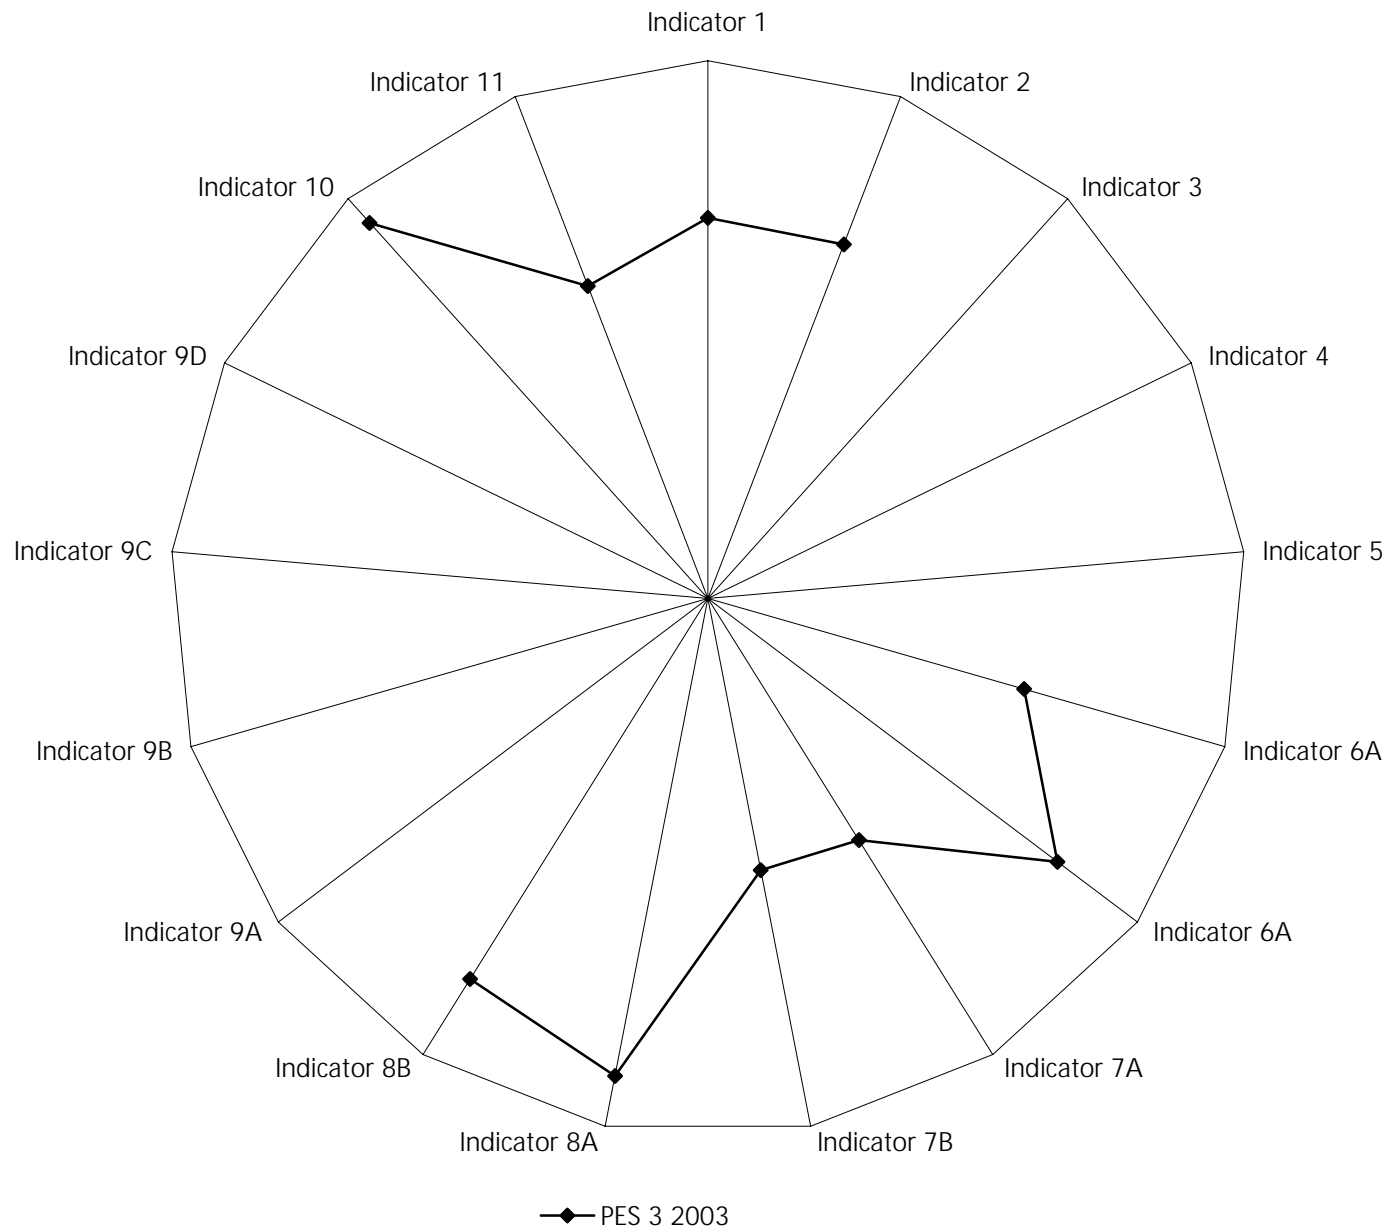 Indicator 1
Indicator 2
Indicator 3
Indicator 4
Indicator 5
Indicator 6A
Indicator 6A
Indicator 7A
Indicator 7B
Indicator 8A
Indicator 8B
Indicator 9A
Indicator 9B
Indicator 9C
Indicator 9D
Indicator 10
Indicator 11
PES 3 2003